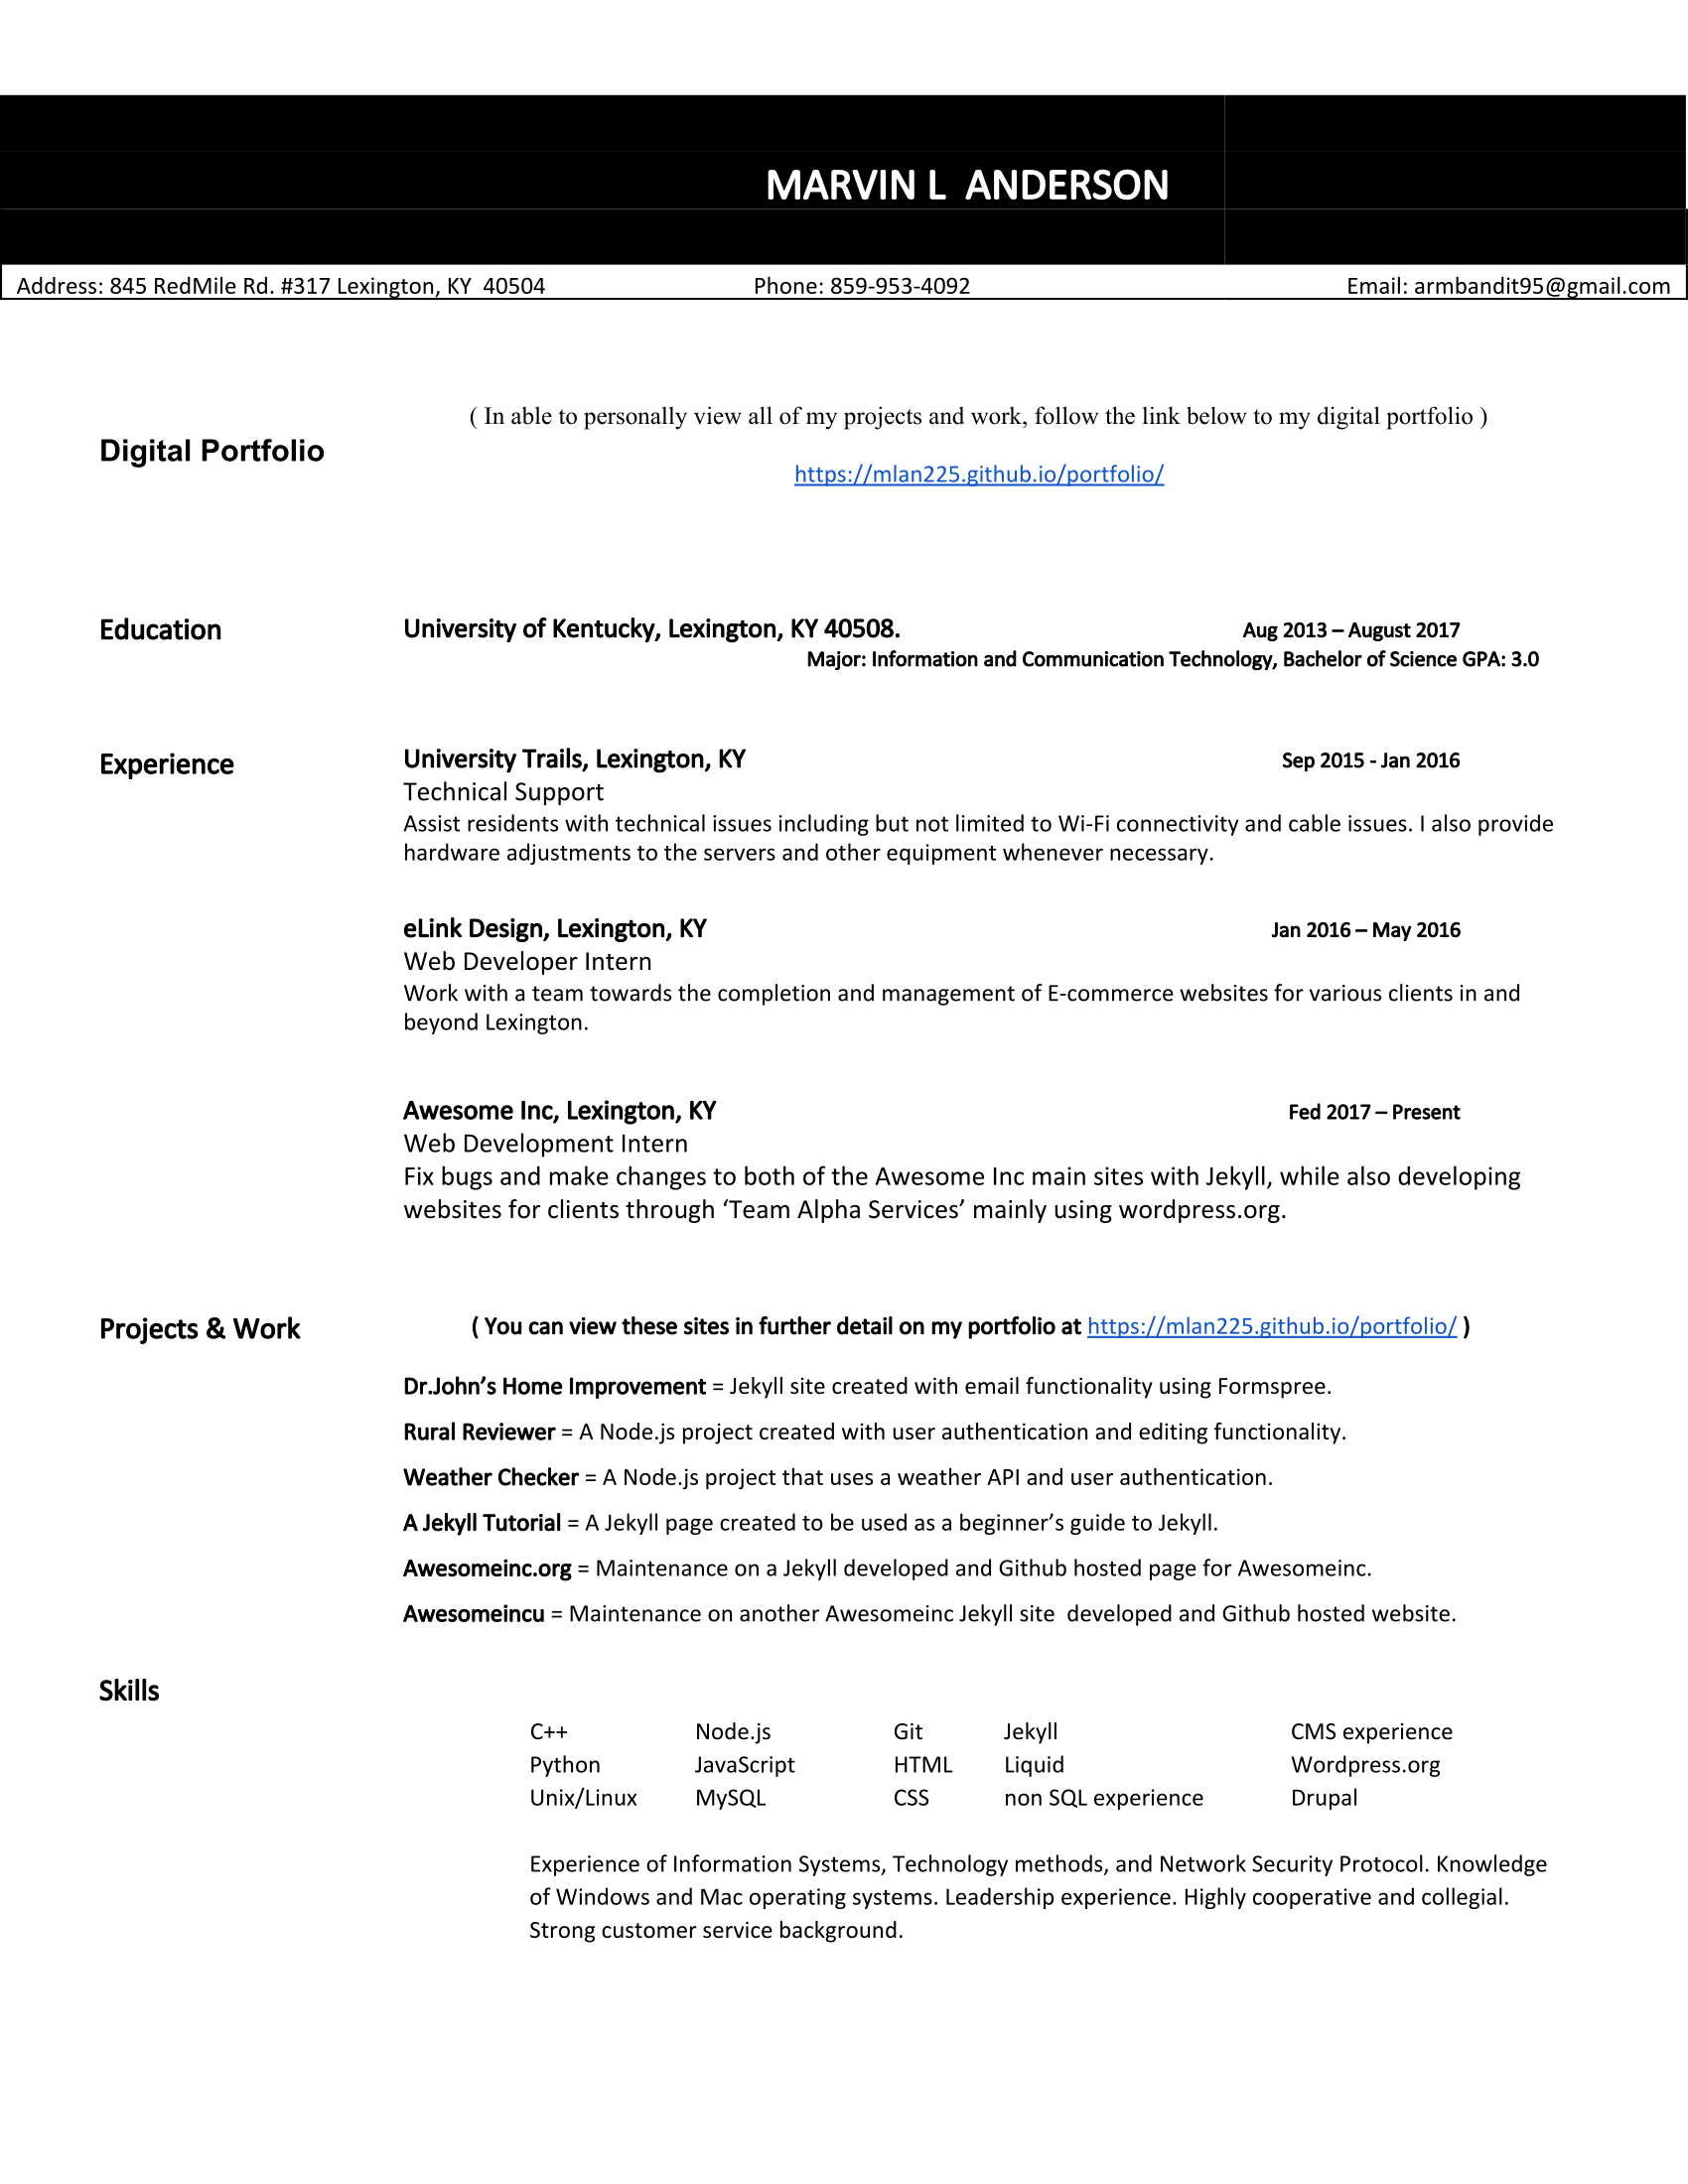 MARVIN L  ANDERSON
Address: 845 RedMile Rd. #317 Lexington, KY  40504 Phone: 859-953-4092 Email: armbandit95@gmail.com
( In able to personally view all of my projects and work, follow the link below to my digital portfolio )
Digital Portfolio
https://mlan225.github.io/portfolio/
Education University of Kentucky, Lexington, KY 40508. Aug 2013 – August 2017
Major: Information and Communication Technology, Bachelor of Science GPA: 3.0
Experience University Trails, Lexington, KY Sep 2015 - Jan 2016
Technical Support
Assist residents with technical issues including but not limited to Wi-Fi connectivity and cable issues. I also provide
hardware adjustments to the servers and other equipment whenever necessary.
eLink Design, Lexington, KY Jan 2016 – May 2016
Web Developer Intern
Work with a team towards the completion and management of E-commerce websites for various clients in and
beyond Lexington.
Awesome Inc, Lexington, KY Fed 2017 – Present
Web Development Intern
Fix bugs and make changes to both of the Awesome Inc main sites with Jekyll, while also developing
websites for clients through ‘Team Alpha Services’ mainly using wordpress.org.
Projects & Work ( You can view these sites in further detail on my portfolio at https://mlan225.github.io/portfolio/ )
Dr.John’s Home Improvement = Jekyll site created with email functionality using Formspree.
Rural Reviewer = A Node.js project created with user authentication and editing functionality.
Weather Checker = A Node.js project that uses a weather API and user authentication.
A Jekyll Tutorial = A Jekyll page created to be used as a beginner’s guide to Jekyll.
Awesomeinc.org = Maintenance on a Jekyll developed and Github hosted page for Awesomeinc.
Awesomeincu = Maintenance on another Awesomeinc Jekyll site  developed and Github hosted website.
Skills
C++ Node.js Git Jekyll CMS experience
Python JavaScript HTML Liquid Wordpress.org
Unix/Linux MySQL CSS non SQL experience Drupal
Experience of Information Systems, Technology methods, and Network Security Protocol. Knowledge
of Windows and Mac operating systems. Leadership experience. Highly cooperative and collegial.
Strong customer service background.